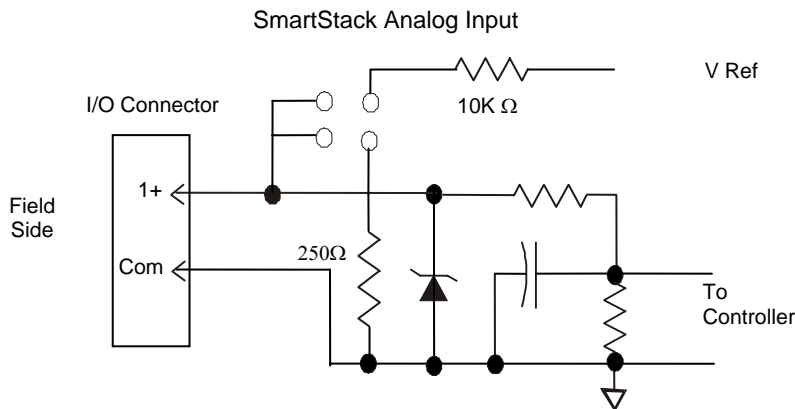 SmartStack Analog Input
V Ref
10K Ω
I/O Connector
1+
Field
Side
Com
250Ω
To
Controller